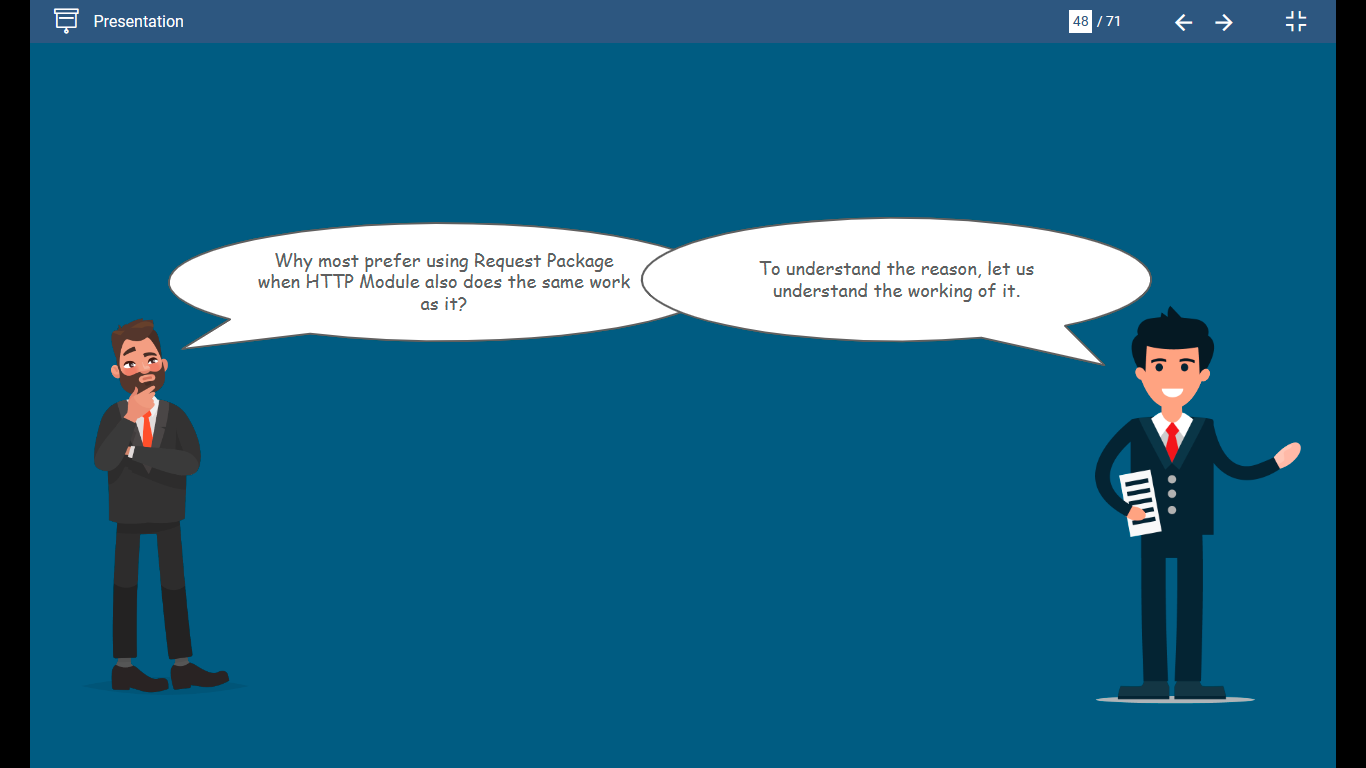 Presentation
48 / 71
Why most prefer using Request Package
when HTTP Module also does the same work
as it?
To understand the reason, let us
understand the working of it.